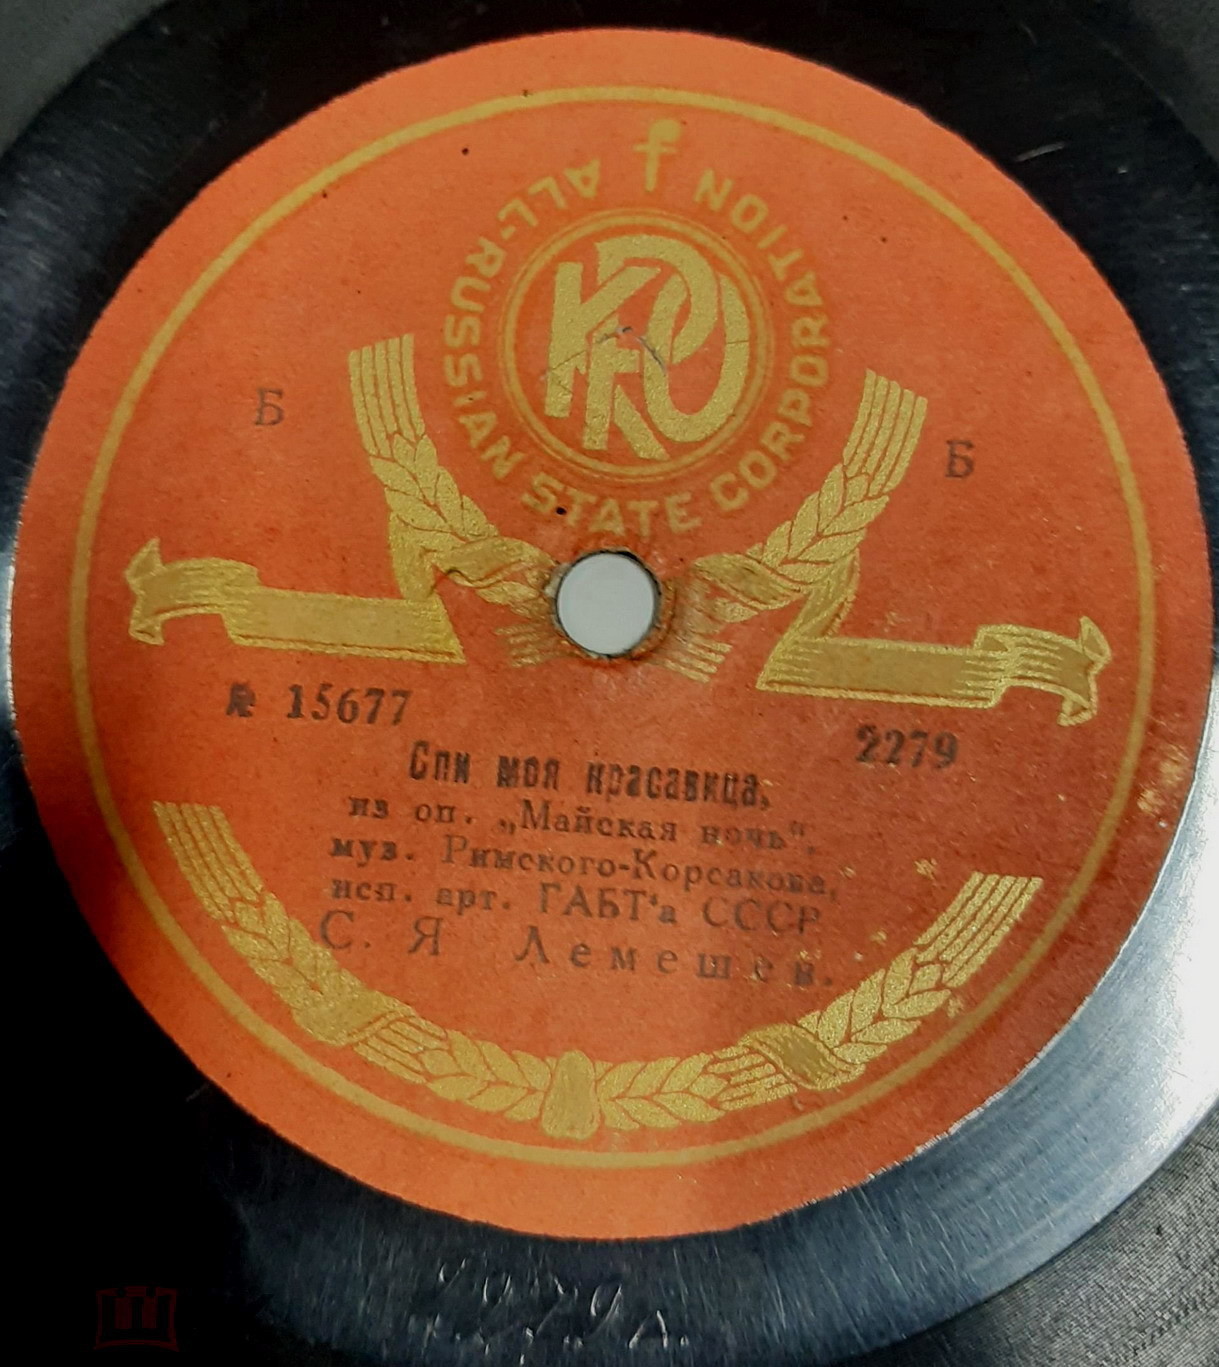 ALL-RUSSIAN STATE CORPORATION
Б
Б
№ 15677
2279
Спи моя красавица,
из оп. „Майская ночь",
муз. Римского-Корсакова,
исп. арт. ГАБТ'а СССР
С. Я Лемешев.